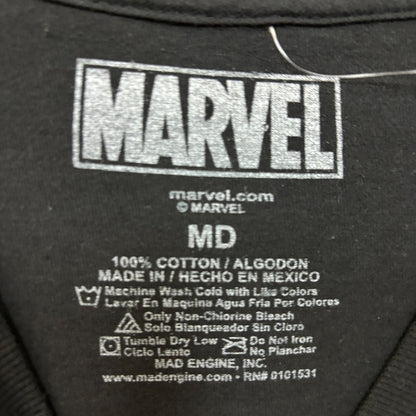 MARVEL
marvel.com
© MARVEL
MD
100% COTTON / ALGODON
MADE IN / HECHO EN MEXICO
Machine Wash Cold with Like Colors
Lavar En Maquina Agua Fria Por Colores
Only Non-Chlorine Bleach
Solo Blanqueador Sin Cloro
Tumble Dry Low Do Not Iron
Ciclo Lento No Planchar
MAD ENGINE, INC.
www.madengine.com - RN# 0101531